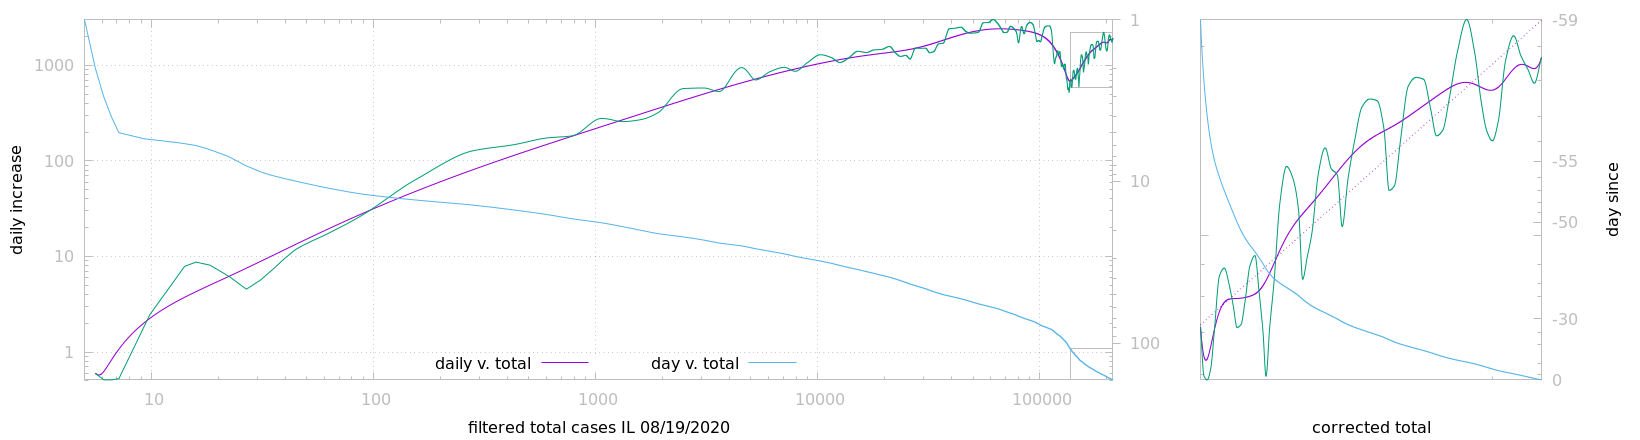 daily increase
1000
100
10
1
10
100
1000
10000
100000
1
10
100
daily v. total
day v. total
filtered total cases IL 08/19/2020
-59
-55
-50
-30
0
day since
corrected total